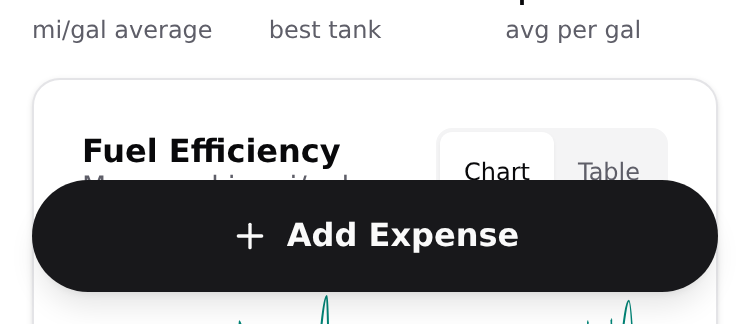 mi/gal average
best tank
avg per gal
Fuel Efficiency
Chart
Table
+ Add Expense